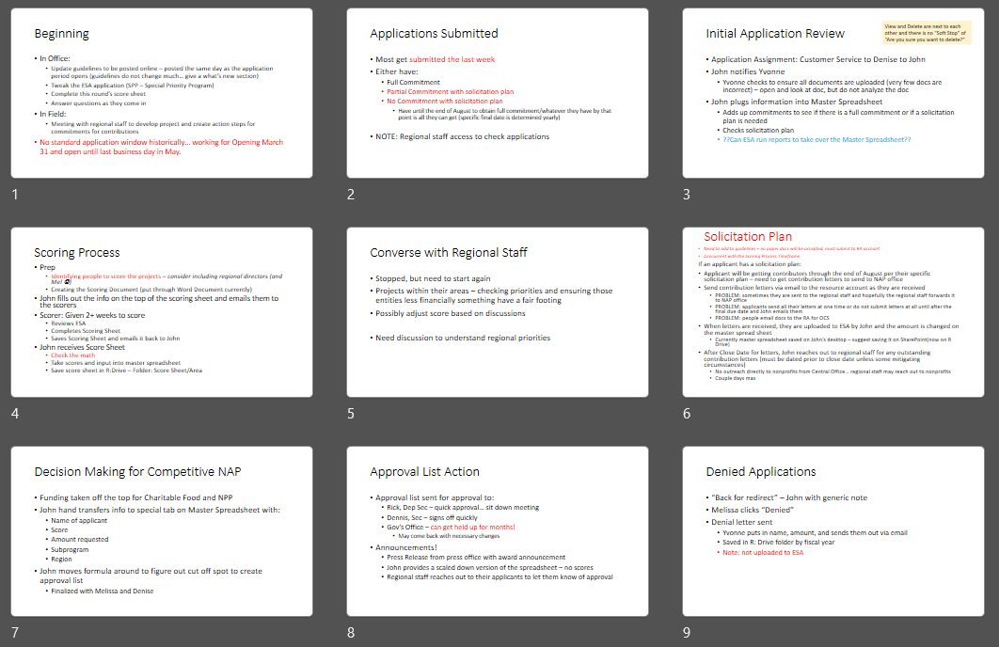 Beginning
• In Office:
• Update guidelines to be posted online – posted the same day as the application
period opens (guidelines do not change much... give a what's new section)
• Tweak the ESA application (SPP – Special Priority Program)
• Complete this round's score sheet
• Answer questions as they come in
• In Field:
• Meeting with regional staff to develop project and create action steps for
commitments for contributions
• No standard application window historically... working for Opening March
31 and open until last business day in May.
1
Applications Submitted
• Most get submitted the last week
• Either have:
• Full Commitment
• Partial Commitment with solicitation plan
• No Commitment with solicitation plan
• Have until the end of August to obtain full commitment/whatever they have by that
point is all they can get (specific final date is determined yearly)
• NOTE: Regional staff access to check applications
2
View and Delete are next to each
other and there is no "Soft Stop" of
"Are you sure you want to delete?"
Initial Application Review
• Application Assignment: Customer Service to Denise to John
• John notifies Yvonne
• Yvonne checks to ensure all documents are uploaded (very few docs are
incorrect) – open and look at doc, but do not analyze the doc
• John plugs information into Master Spreadsheet
• Adds up commitments to see if there is a full commitment or if a solicitation
plan is needed
• Checks solicitation plan
• ??Can ESA run reports to take over the Master Spreadsheet??
3
Scoring Process
• Prep
• Identifying people to score the projects – consider including regional directors (and
Mel )
• Creating the Scoring Document (put through Word Document currently)
• John fills out the info on the top of the scoring sheet and emails them to
the scorers
• Scorer: Given 2+ weeks to score
• Reviews ESA
• Completes Scoring Sheet
• Saves Scoring Sheet and emails it back to John
• John receives Score Sheet
• Check the math
• Take scores and input into master spreadsheet
• Save score sheet in R:Drive – Folder: Score Sheet/Area
4
Converse with Regional Staff
• Stopped, but need to start again
• Projects within their areas – checking priorities and ensuring those
entities less financially something have a fair footing
• Possibly adjust score based on discussions
• Need discussion to understand regional priorities
5
Solicitation Plan
• Need to add to guidelines – no paper docs will be accepted, must submit to RA account
• Concurrent with the Scoring Process Timeframe
If an applicant has a solicitation plan:
• Applicant will be getting contributors through the end of August per their specific
solicitation plan – need to get contribution letters to send to NAP office
• Send contribution letters via email to the resource account as they are received
• PROBLEM: sometimes they are sent to the regional staff and hopefully the regional staff forwards it
to NAP office
• PROBLEM: applicants send all their letters at one time or do not submit letters at all until after the
final due date and John emails them
• PROBLEM: people email docs to the RA for OCS
• When letters are received, they are uploaded to ESA by John and the amount is changed on
the master spread sheet
• Currently master spreadsheet saved on John's desktop – suggest saving it on SharePoint(now on R
Drive)
• After Close Date for letters, John reaches out to regional staff for any outstanding
contribution letters (must be dated prior to close date unless some mitigating
circumstances)
• No outreach directly to nonprofits from Central Office... regional staff may reach out to nonprofits
• Couple days max
6
Decision Making for Competitive NAP
• Funding taken off the top for Charitable Food and NPP
• John hand transfers info to special tab on Master Spreadsheet with:
• Name of applicant
• Score
• Amount requested
• Subprogram
• Region
• John moves formula around to figure out cut off spot to create
approval list
• Finalized with Melissa and Denise
7
Approval List Action
• Approval list sent for approval to:
• Rick, Dep Sec – quick approval... sit down meeting
• Dennis, Sec – signs off quickly
• Gov's Office – can get held up for months!
• May come back with necessary changes
• Announcements!
• Press Release from press office with award announcement
• John provides a scaled down version of the spreadsheet – no scores
• Regional staff reaches out to their applicants to let them know of approval
8
Denied Applications
• "Back for redirect" – John with generic note
• Melissa clicks "Denied"
• Denial letter sent
• Yvonne puts in name, amount, and sends them out via email
• Saved in R: Drive folder by fiscal year
• Note: not uploaded to ESA
9